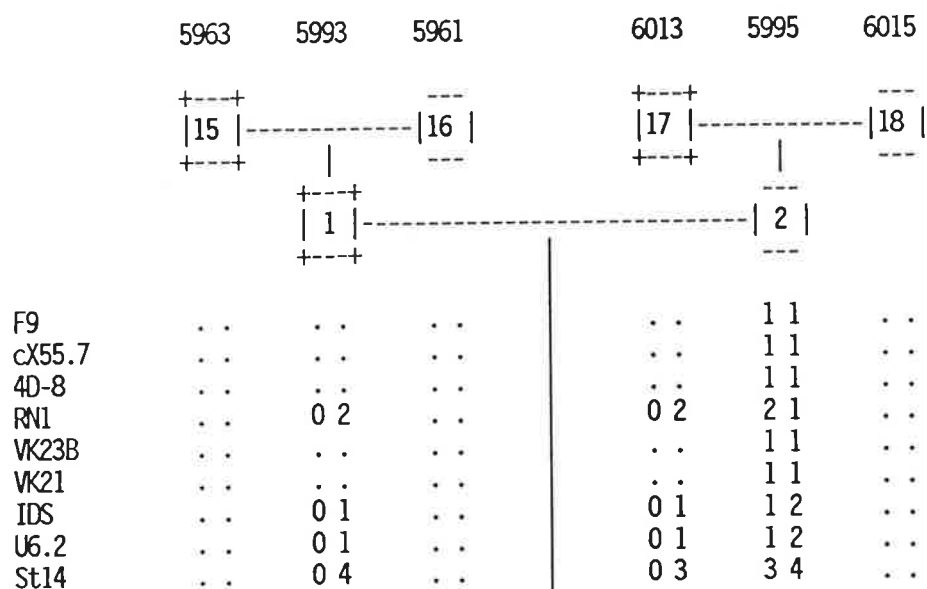 5963 5993 5961 6013 5995 6015
15 16 17 18
1 2
F9 . . . . . . . . 1 1 . .
cX55.7 . . . . . . . . 1 1 . .
4D-8 . . . . . . . . 1 1 . .
RN1 . . 0 2 . . 0 2 2 1 . .
VK23B . . . . . . . . 1 1 . .
VK21 . . . . . . . . 1 1 . .
IDS . . 0 1 . . 0 1 1 2 . .
U6.2 . . 0 1 . . 0 1 1 2 . .
St14 . . 0 4 . . 0 3 3 4 . .